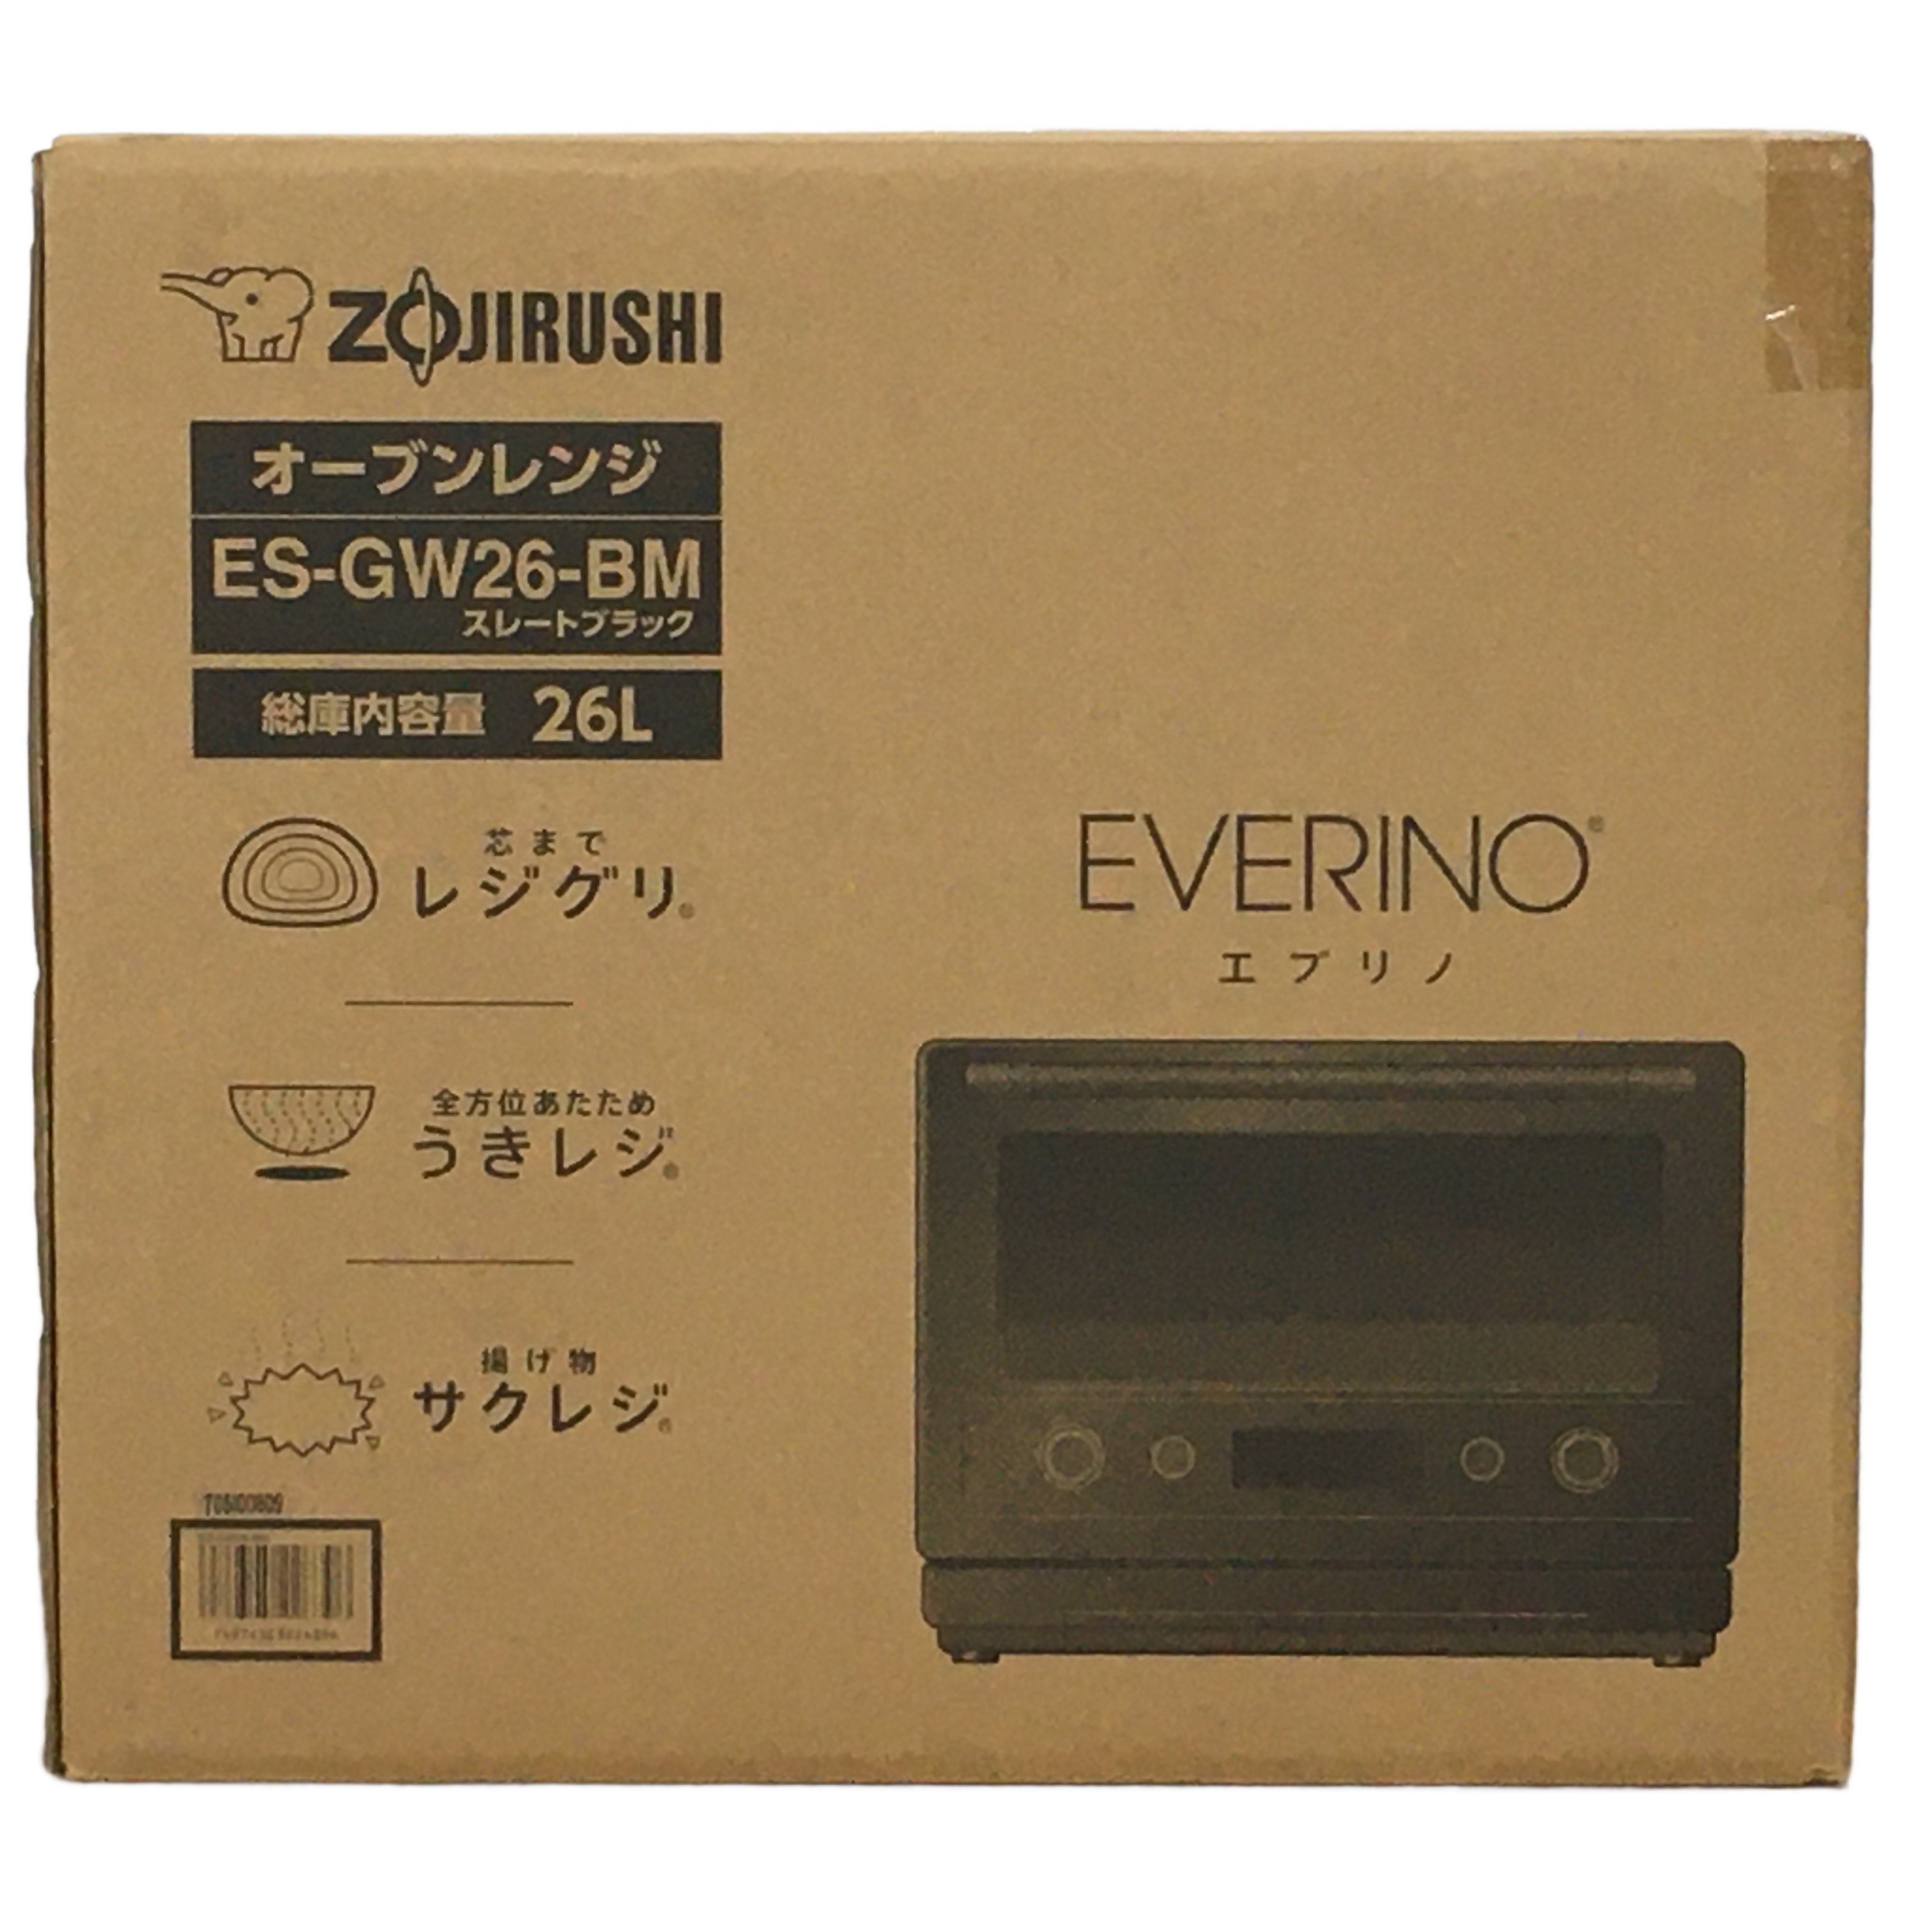 ZOJIRUSHI
オーブンレンジ
ES-GW26-BM
スレートブラック
総庫内容量 26L
芯まで
レジグリ®
全方位あたため
うきレジ®
揚げ物
サクレジ®
EVERINO®
エブリノ